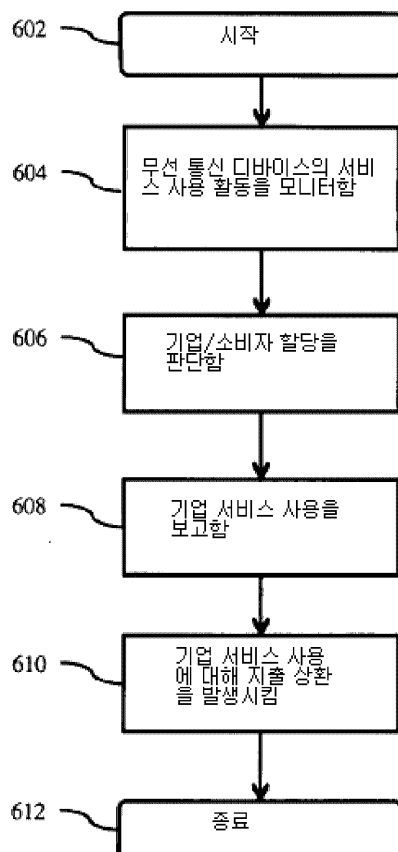 602
시작
604
무선 통신 디바이스의 서비
스 사용 활동을 모니터함
606
기업/소비자 할당을
판단함
608
기업 서비스 사용을
보고함
610
기업 서비스 사용
에 대해 지출 상환
을 발생시킴
612
종료